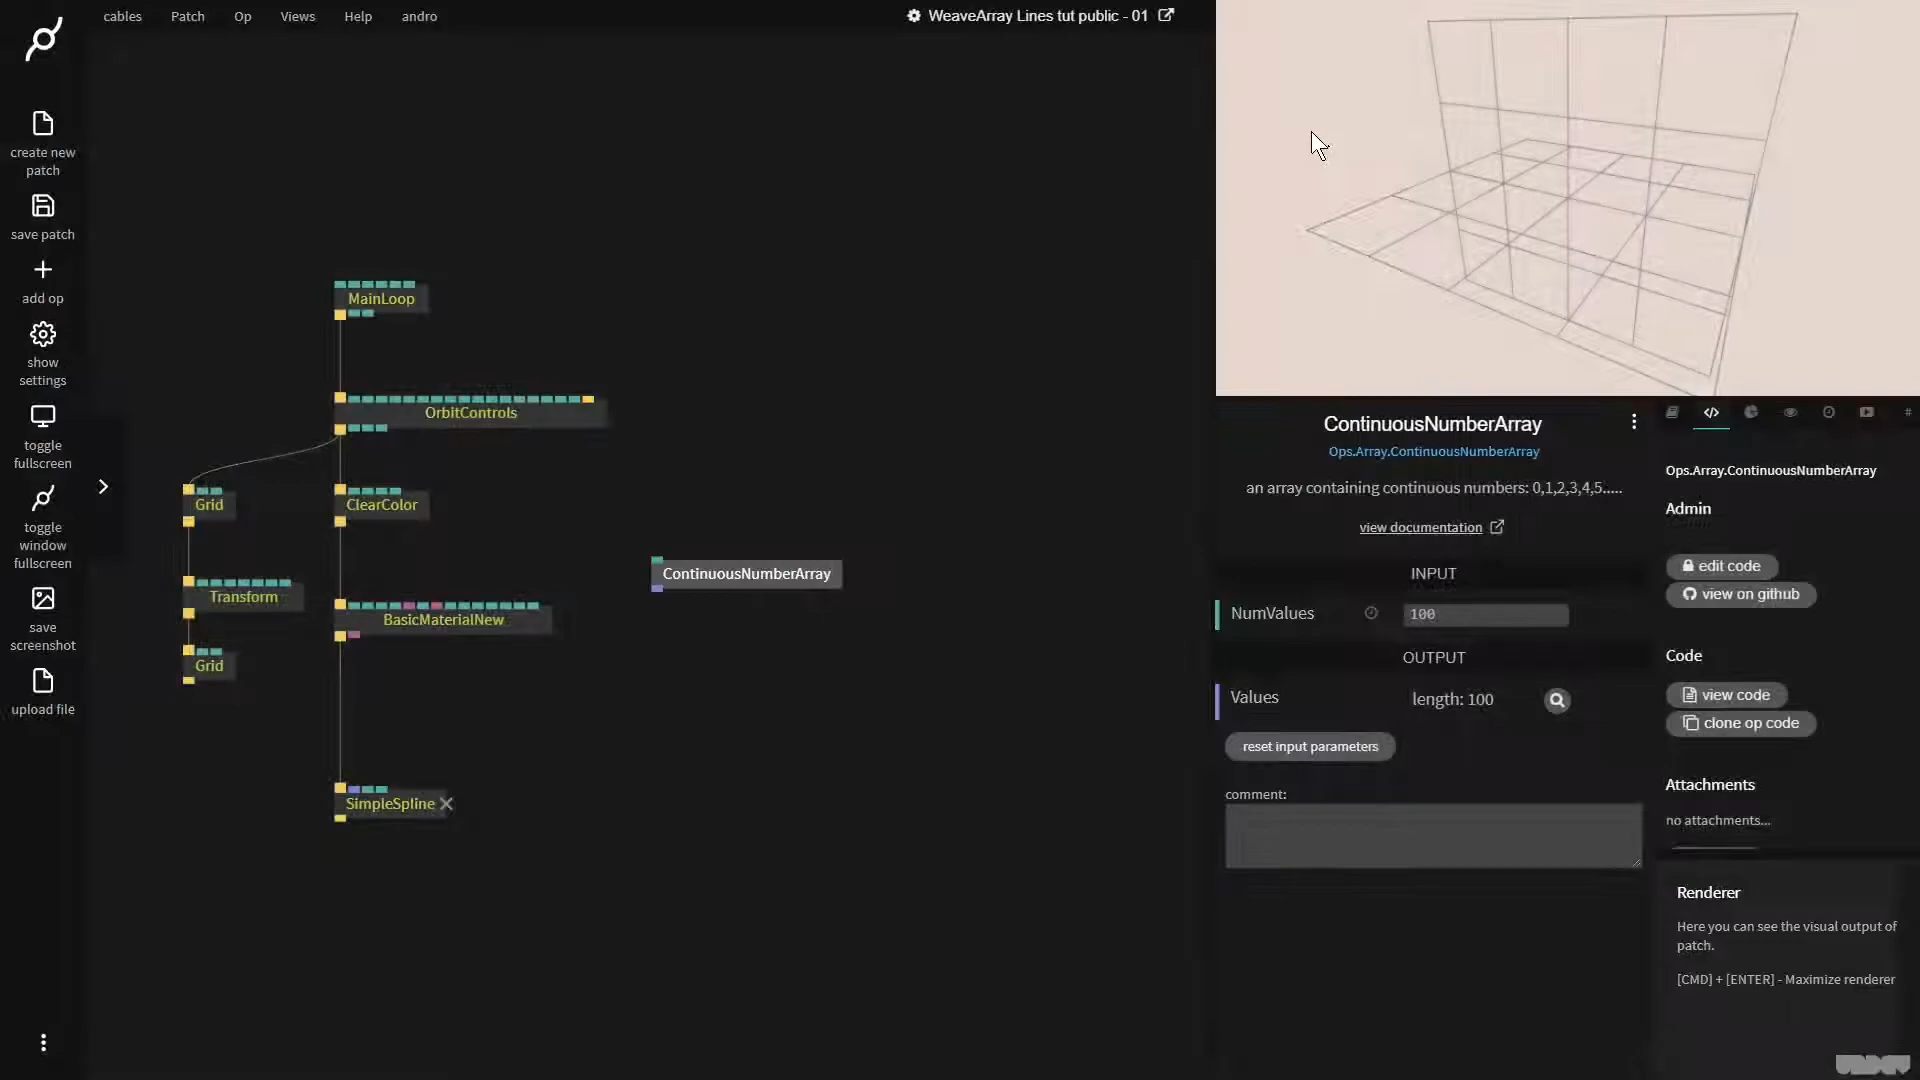 cables
Patch
Op
Views
Help
andro
WeaveArray Lines tut public - 01
create new
patch
save patch
add op
show
settings
toggle
fullscreen
toggle
window
fullscreen
save
screenshot
upload file
MainLoop
OrbitControls
Grid
ClearColor
Transform
BasicMaterialNew
Grid
SimpleSpline
ContinuousNumberArray
ContinuousNumberArray
Ops.Array.ContinuousNumberArray
an array containing continuous numbers: 0,1,2,3,4,5.....
view documentation
INPUT
NumValues
100
OUTPUT
Values
length: 100
reset input parameters
comment:
#
Ops.Array.ContinuousNumberArray
Admin
edit code
view on github
Code
view code
clone op code
Attachments
no attachments...
Renderer
Here you can see the visual output of
patch.
[CMD] + [ENTER] - Maximize renderer